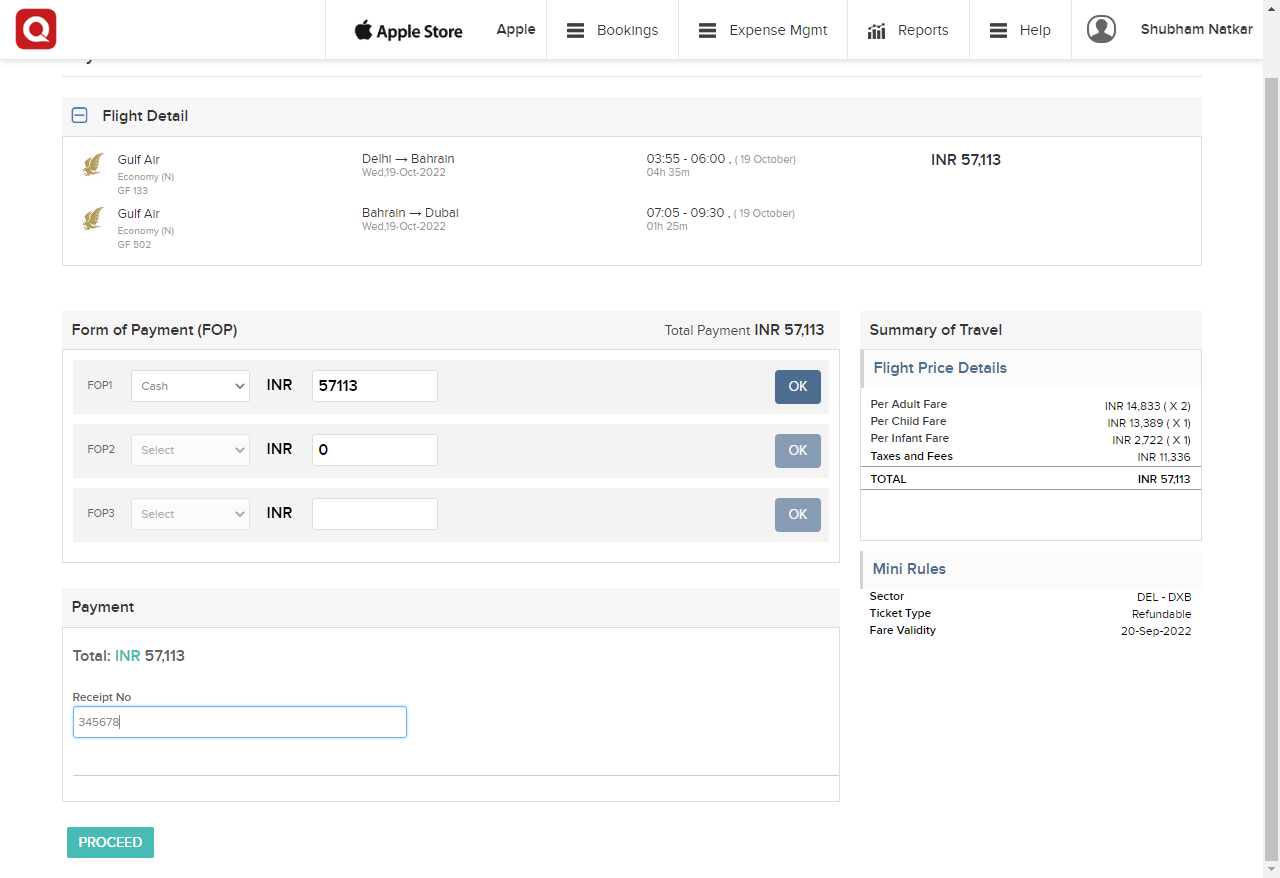 Q
Apple Store
Apple
Bookings
Expense Mgmt
Reports
Help
Shubham Natkar
Flight Detail
Gulf Air
Economy (N)
GF 133
Delhi → Bahrain
Wed,19-Oct-2022
03:55 - 06:00 , ( 19 October)
04h 35m
INR 57,113
Gulf Air
Economy (N)
GF 502
Bahrain → Dubai
Wed,19-Oct-2022
07:05 - 09:30 , ( 19 October)
01h 25m
Form of Payment (FOP)
Total Payment INR 57,113
FOP1 Cash INR 57113 OK
FOP2 Select INR 0 OK
FOP3 Select INR OK
Payment
Total: INR 57,113
Receipt No
345678
PROCEED
Summary of Travel
Flight Price Details
Per Adult Fare INR 14,833 ( X 2)
Per Child Fare INR 13,389 ( X 1)
Per Infant Fare INR 2,722 ( X 1)
Taxes and Fees INR 11,336
TOTAL INR 57,113
Mini Rules
Sector DEL - DXB
Ticket Type Refundable
Fare Validity 20-Sep-2022